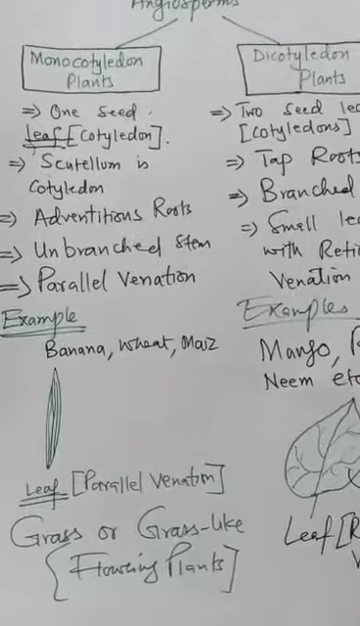 Angiosperms
Monocotyledon
Plants
Dicotyledon
Plants
=> One Seed
leaf [Cotyledon].
=> Scutellum is
Cotyledon
=> Adventitious Roots
=> Unbranched Stem
=> Parallel Venation
Example
Banana, Wheat, Maiz
Leaf [Parallel Venation]
Grass or Grass-like
[Flowering Plants]
=> Two Seed
[Cotyledons]
=> Tap Roots
=> Branched
=> Small
with
Venation
Examples
Mango,
Neem etc
Leaf